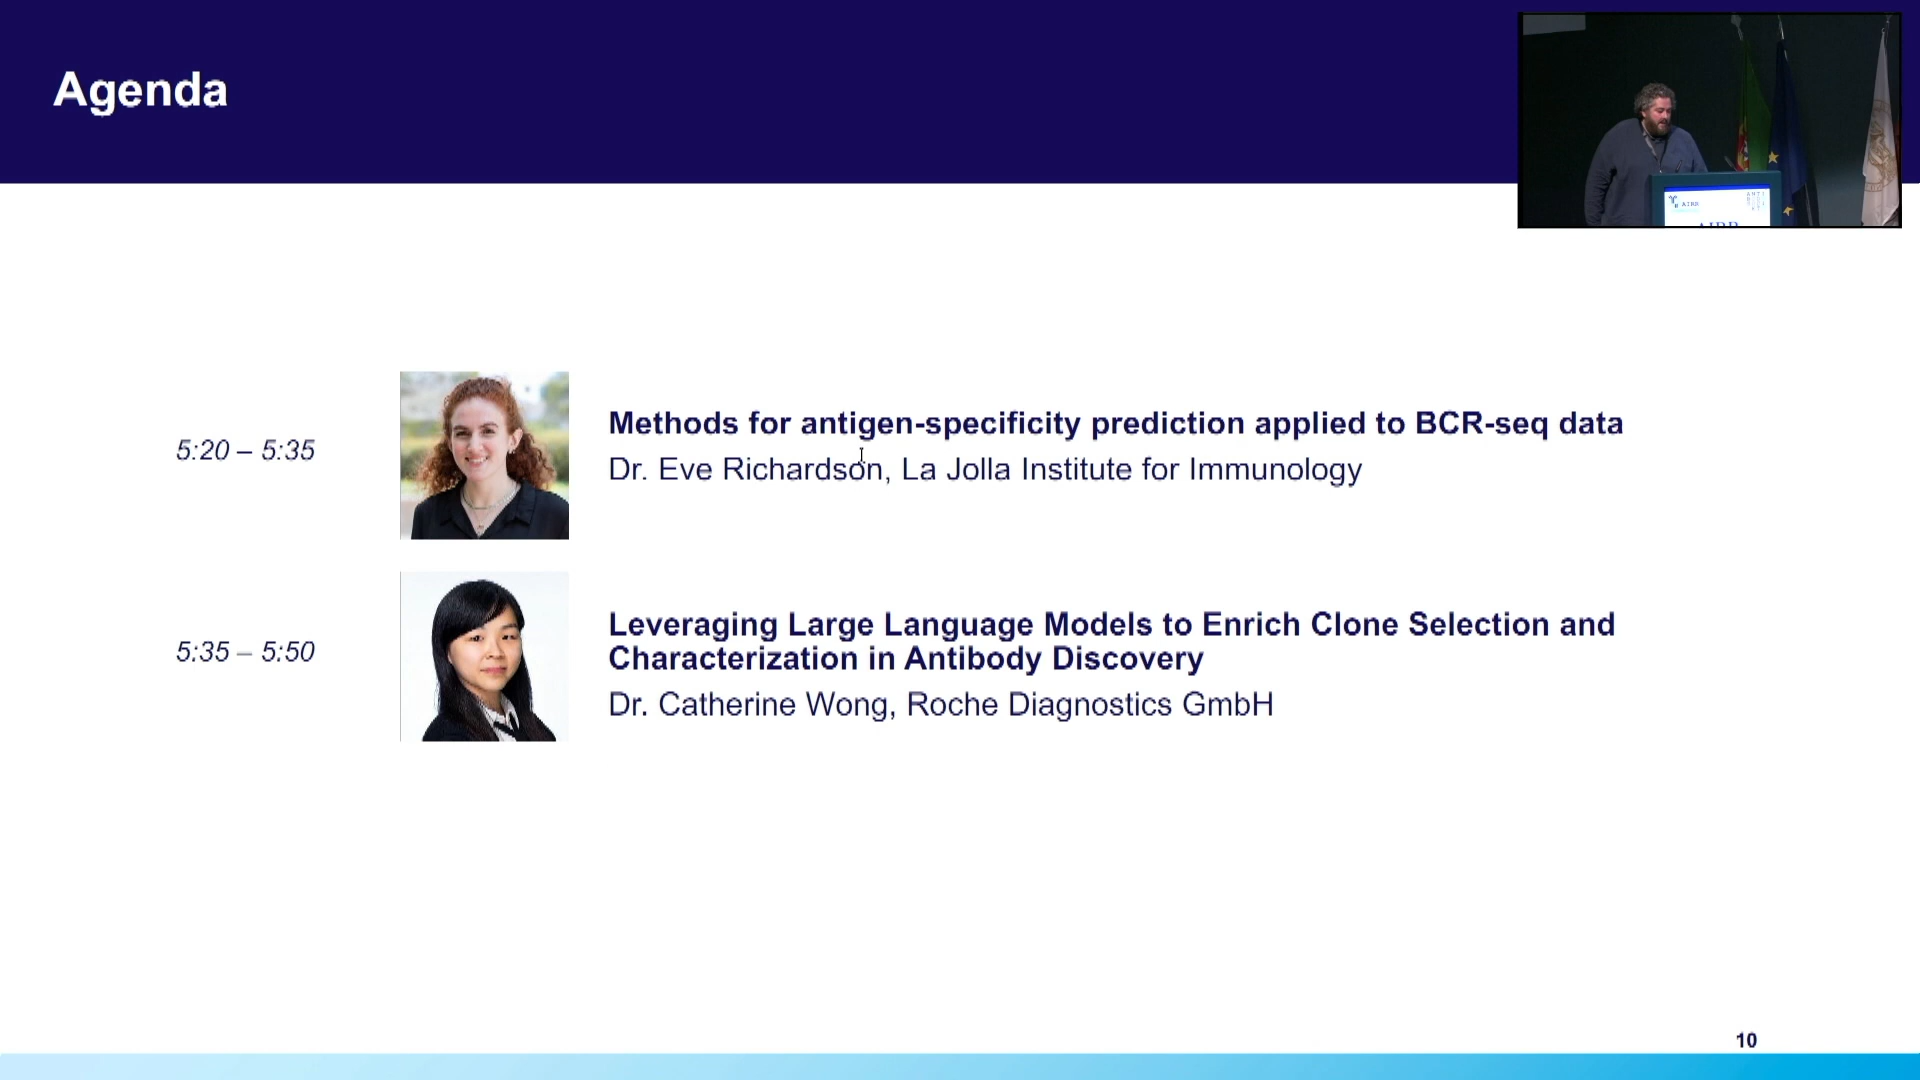 Agenda
AIRR
AIRR
5:20 – 5:35
Methods for antigen-specificity prediction applied to BCR-seq data
Dr. Eve Richardson, La Jolla Institute for Immunology
5:35 – 5:50
Leveraging Large Language Models to Enrich Clone Selection and
Characterization in Antibody Discovery
Dr. Catherine Wong, Roche Diagnostics GmbH
10